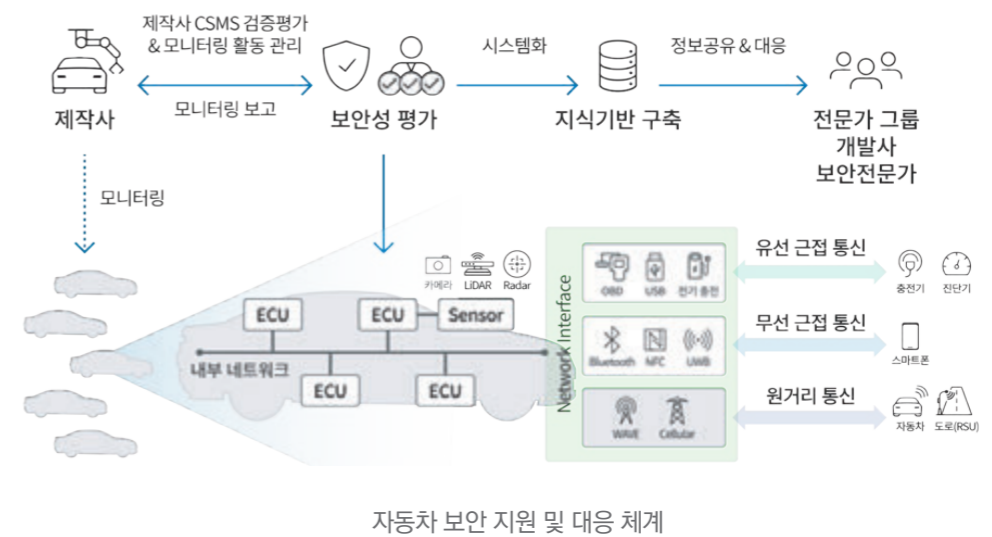 제작사 CSMS 검증평가
& 모니터링 활동 관리
모니터링 보고
시스템화
정보공유 & 대응
제작사
보안성 평가
지식기반 구축
전문가 그룹
개발사
보안전문가
모니터링
카메라
LiDAR
Radar
ECU
ECU
Sensor
내부 네트워크
ECU
ECU
Network Interface
OBD
USB
전기 충전
Bluetooth
NFC
UWB
WAVE
Cellular
유선 근접 통신
충전기
진단기
무선 근접 통신
스마트폰
원거리 통신
자동차
도로(RSU)
자동차 보안 지원 및 대응 체계